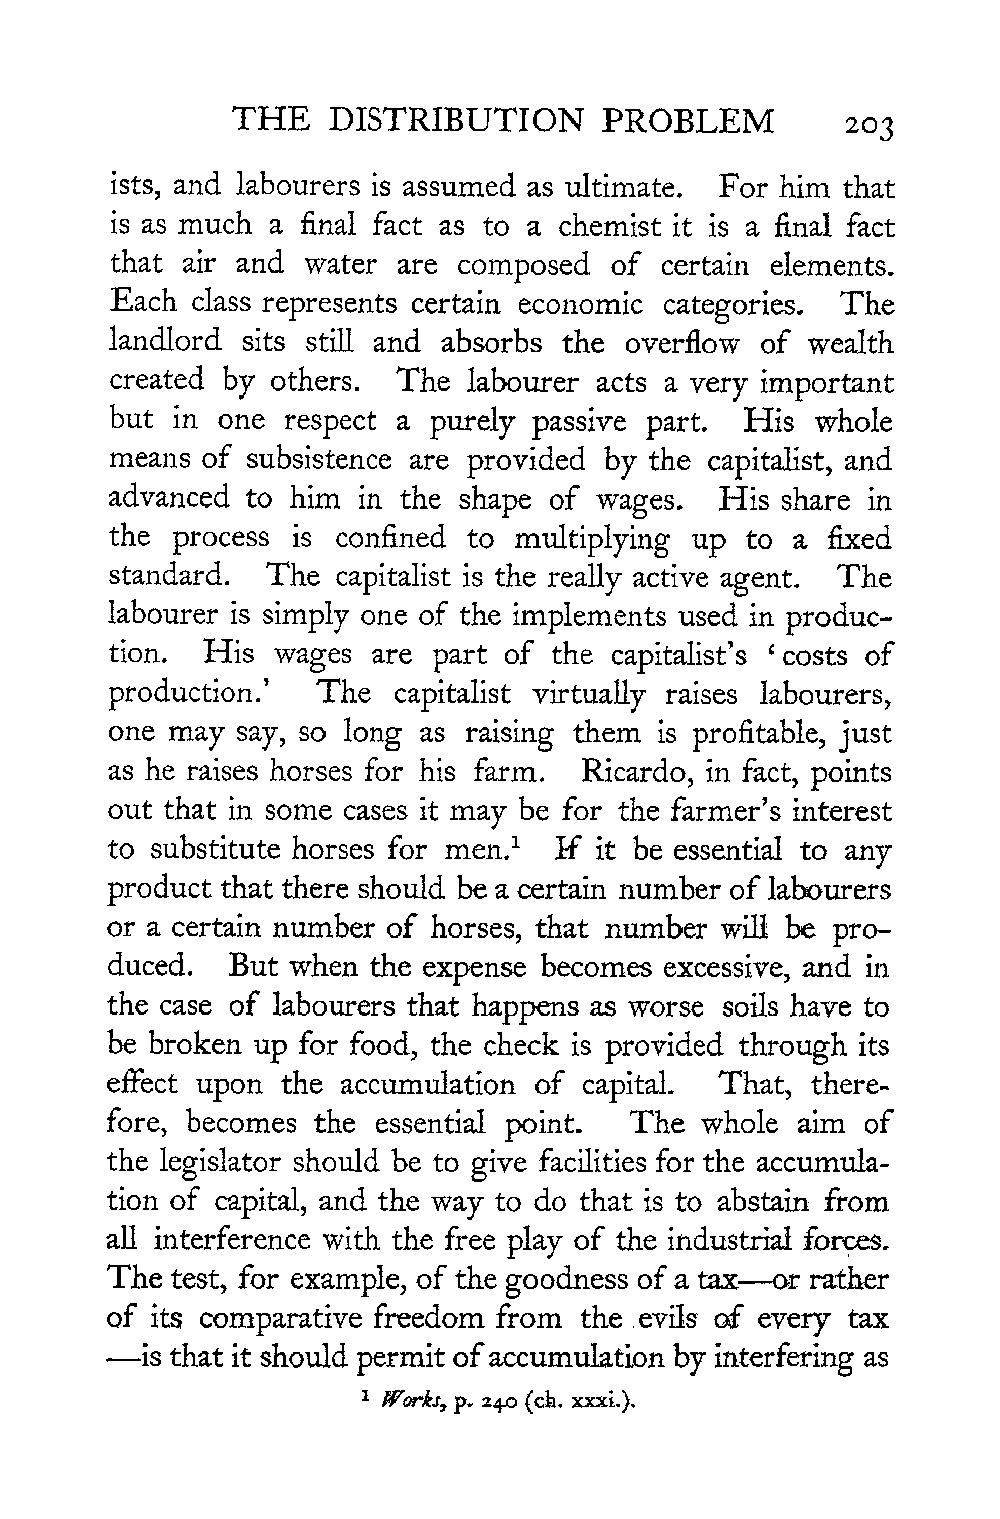 THE DISTRIBUTION PROBLEM 203
ists, and labourers is assumed as ultimate. For him that
is as much a final fact as to a chemist it is a final fact
that air and water are composed of certain elements.
Each class represents certain economic categories. The
landlord sits still and absorbs the overflow of wealth
created by others. The labourer acts a very important
but in one respect a purely passive part. His whole
means of subsistence are provided by the capitalist, and
advanced to him in the shape of wages. His share in
the process is confined to multiplying up to a fixed
standard. The capitalist is the really active agent. The
labourer is simply one of the implements used in produc-
tion. His wages are part of the capitalist's ‘costs of
production.’ The capitalist virtually raises labourers,
one may say, so long as raising them is profitable, just
as he raises horses for his farm. Ricardo, in fact, points
out that in some cases it may be for the farmer's interest
to substitute horses for men.¹ If it be essential to any
product that there should be a certain number of labourers
or a certain number of horses, that number will be pro-
duced. But when the expense becomes excessive, and in
the case of labourers that happens as worse soils have to
be broken up for food, the check is provided through its
effect upon the accumulation of capital. That, there-
fore, becomes the essential point. The whole aim of
the legislator should be to give facilities for the accumula-
tion of capital, and the way to do that is to abstain from
all interference with the free play of the industrial forces.
The test, for example, of the goodness of a tax—or rather
of its comparative freedom from the evils of every tax
—is that it should permit of accumulation by interfering as
¹ Works, p. 240 (ch. xxxi.).